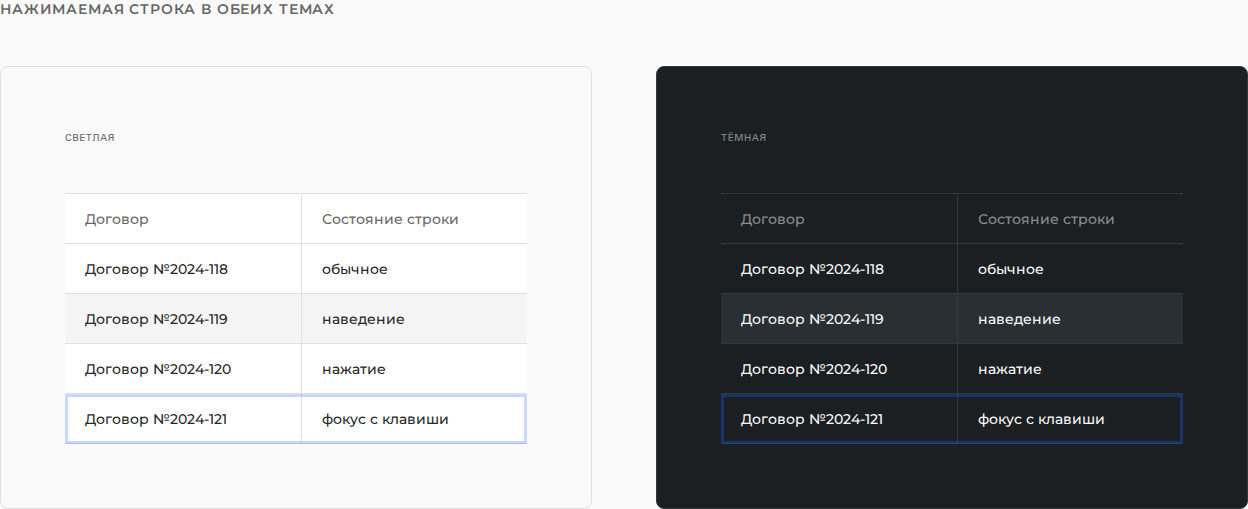 НАЖИМАЕМАЯ СТРОКА В ОБЕИХ ТЕМАХ
СВЕТЛАЯ
Договор Состояние строки
Договор №2024-118 обычное
Договор №2024-119 наведение
Договор №2024-120 нажатие
Договор №2024-121 фокус с клавиши
ТЁМНАЯ
Договор Состояние строки
Договор №2024-118 обычное
Договор №2024-119 наведение
Договор №2024-120 нажатие
Договор №2024-121 фокус с клавиши